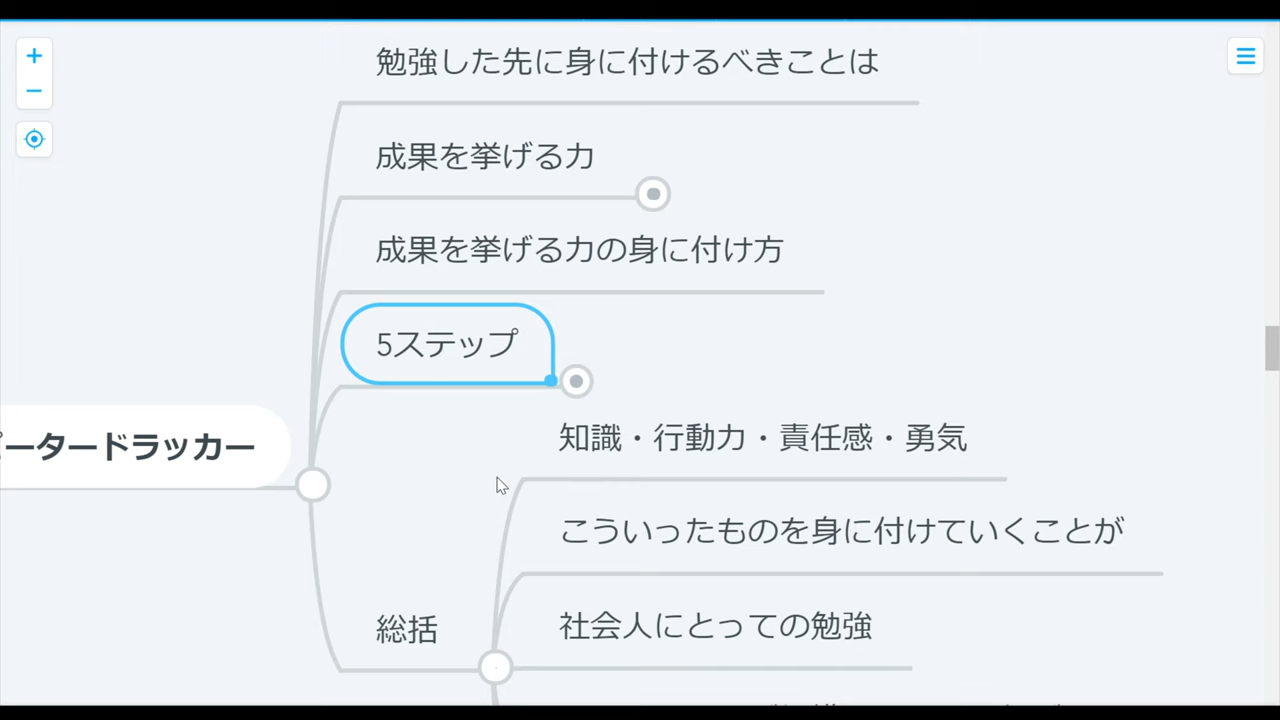 勉強した先に身に付けるべきことは
成果を挙げる力
成果を挙げる力の身に付け方
5ステップ
ータードラッカー
知識・行動力・責任感・勇気
こういったものを身に付けていくことが
社会人にとっての勉強
総括